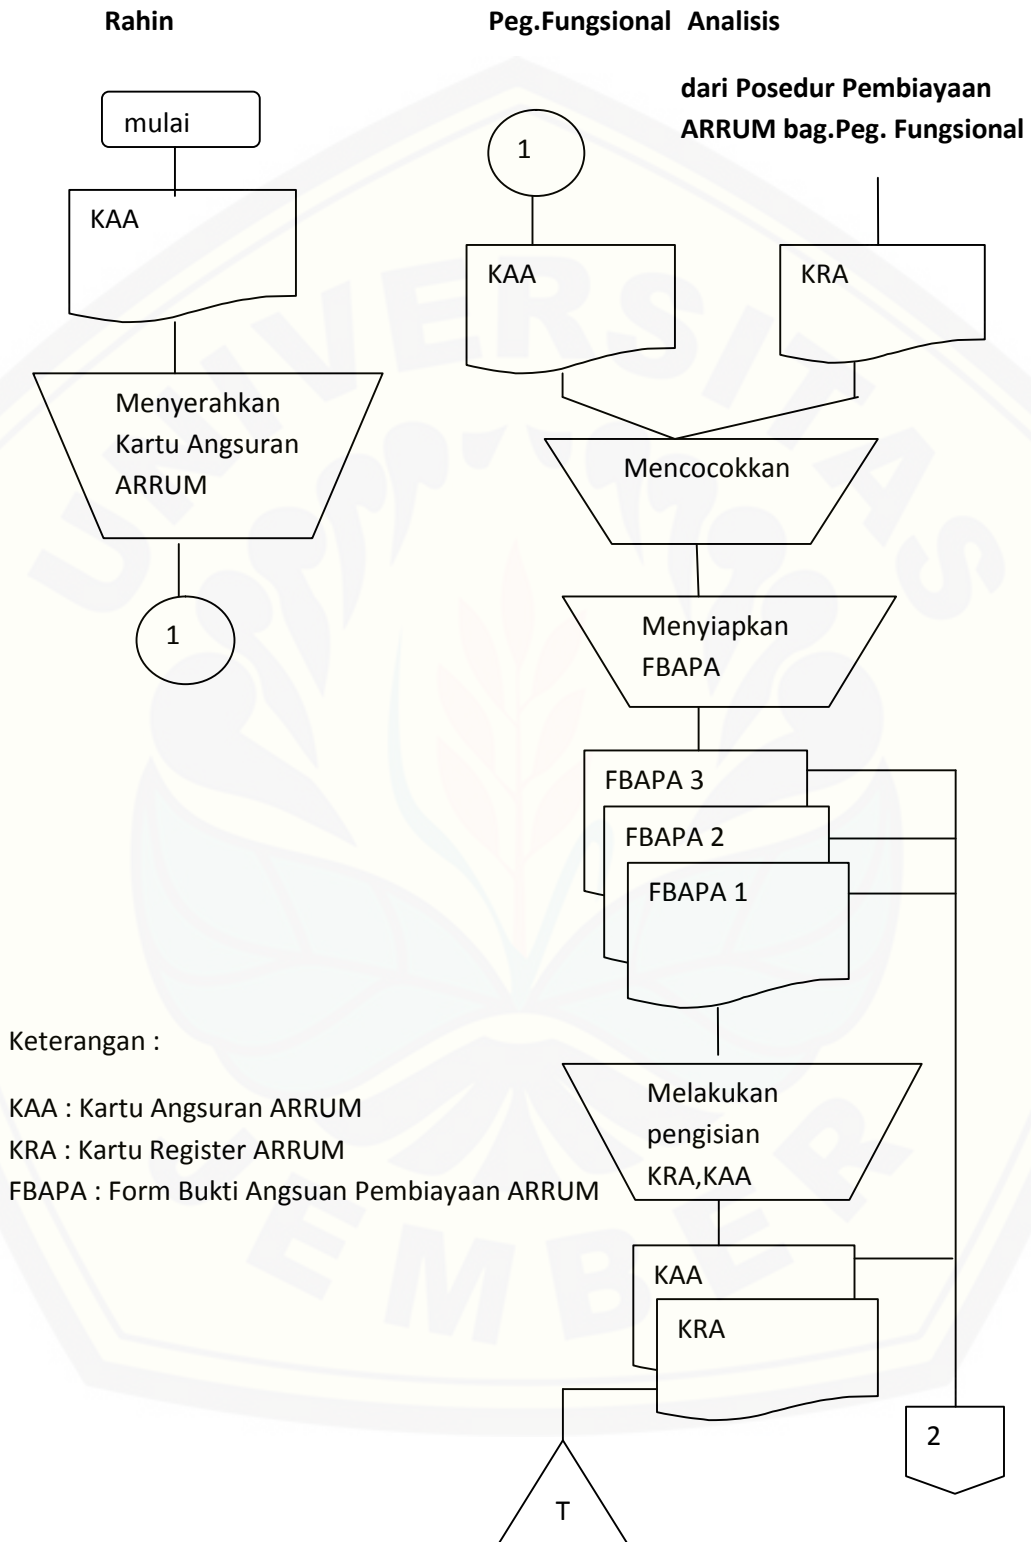 Rahin
Peg.Fungsional Analisis
dari Posedur Pembiayaan
ARRUM bag.Peg. Fungsional
mulai
KAA
Menyerahkan
Kartu Angsuran
ARRUM
1
1
KAA
KRA
Mencocokkan
Menyiapkan
FBAPA
FBAPA 3
FBAPA 2
FBAPA 1
Melakukan
pengisian
KRA,KAA
KAA
KRA
2
T
Keterangan :
KAA : Kartu Angsuran ARRUM
KRA : Kartu Register ARRUM
FBAPA : Form Bukti Angsuan Pembiayaan ARRUM
UNIVERSITAS
JEMBER